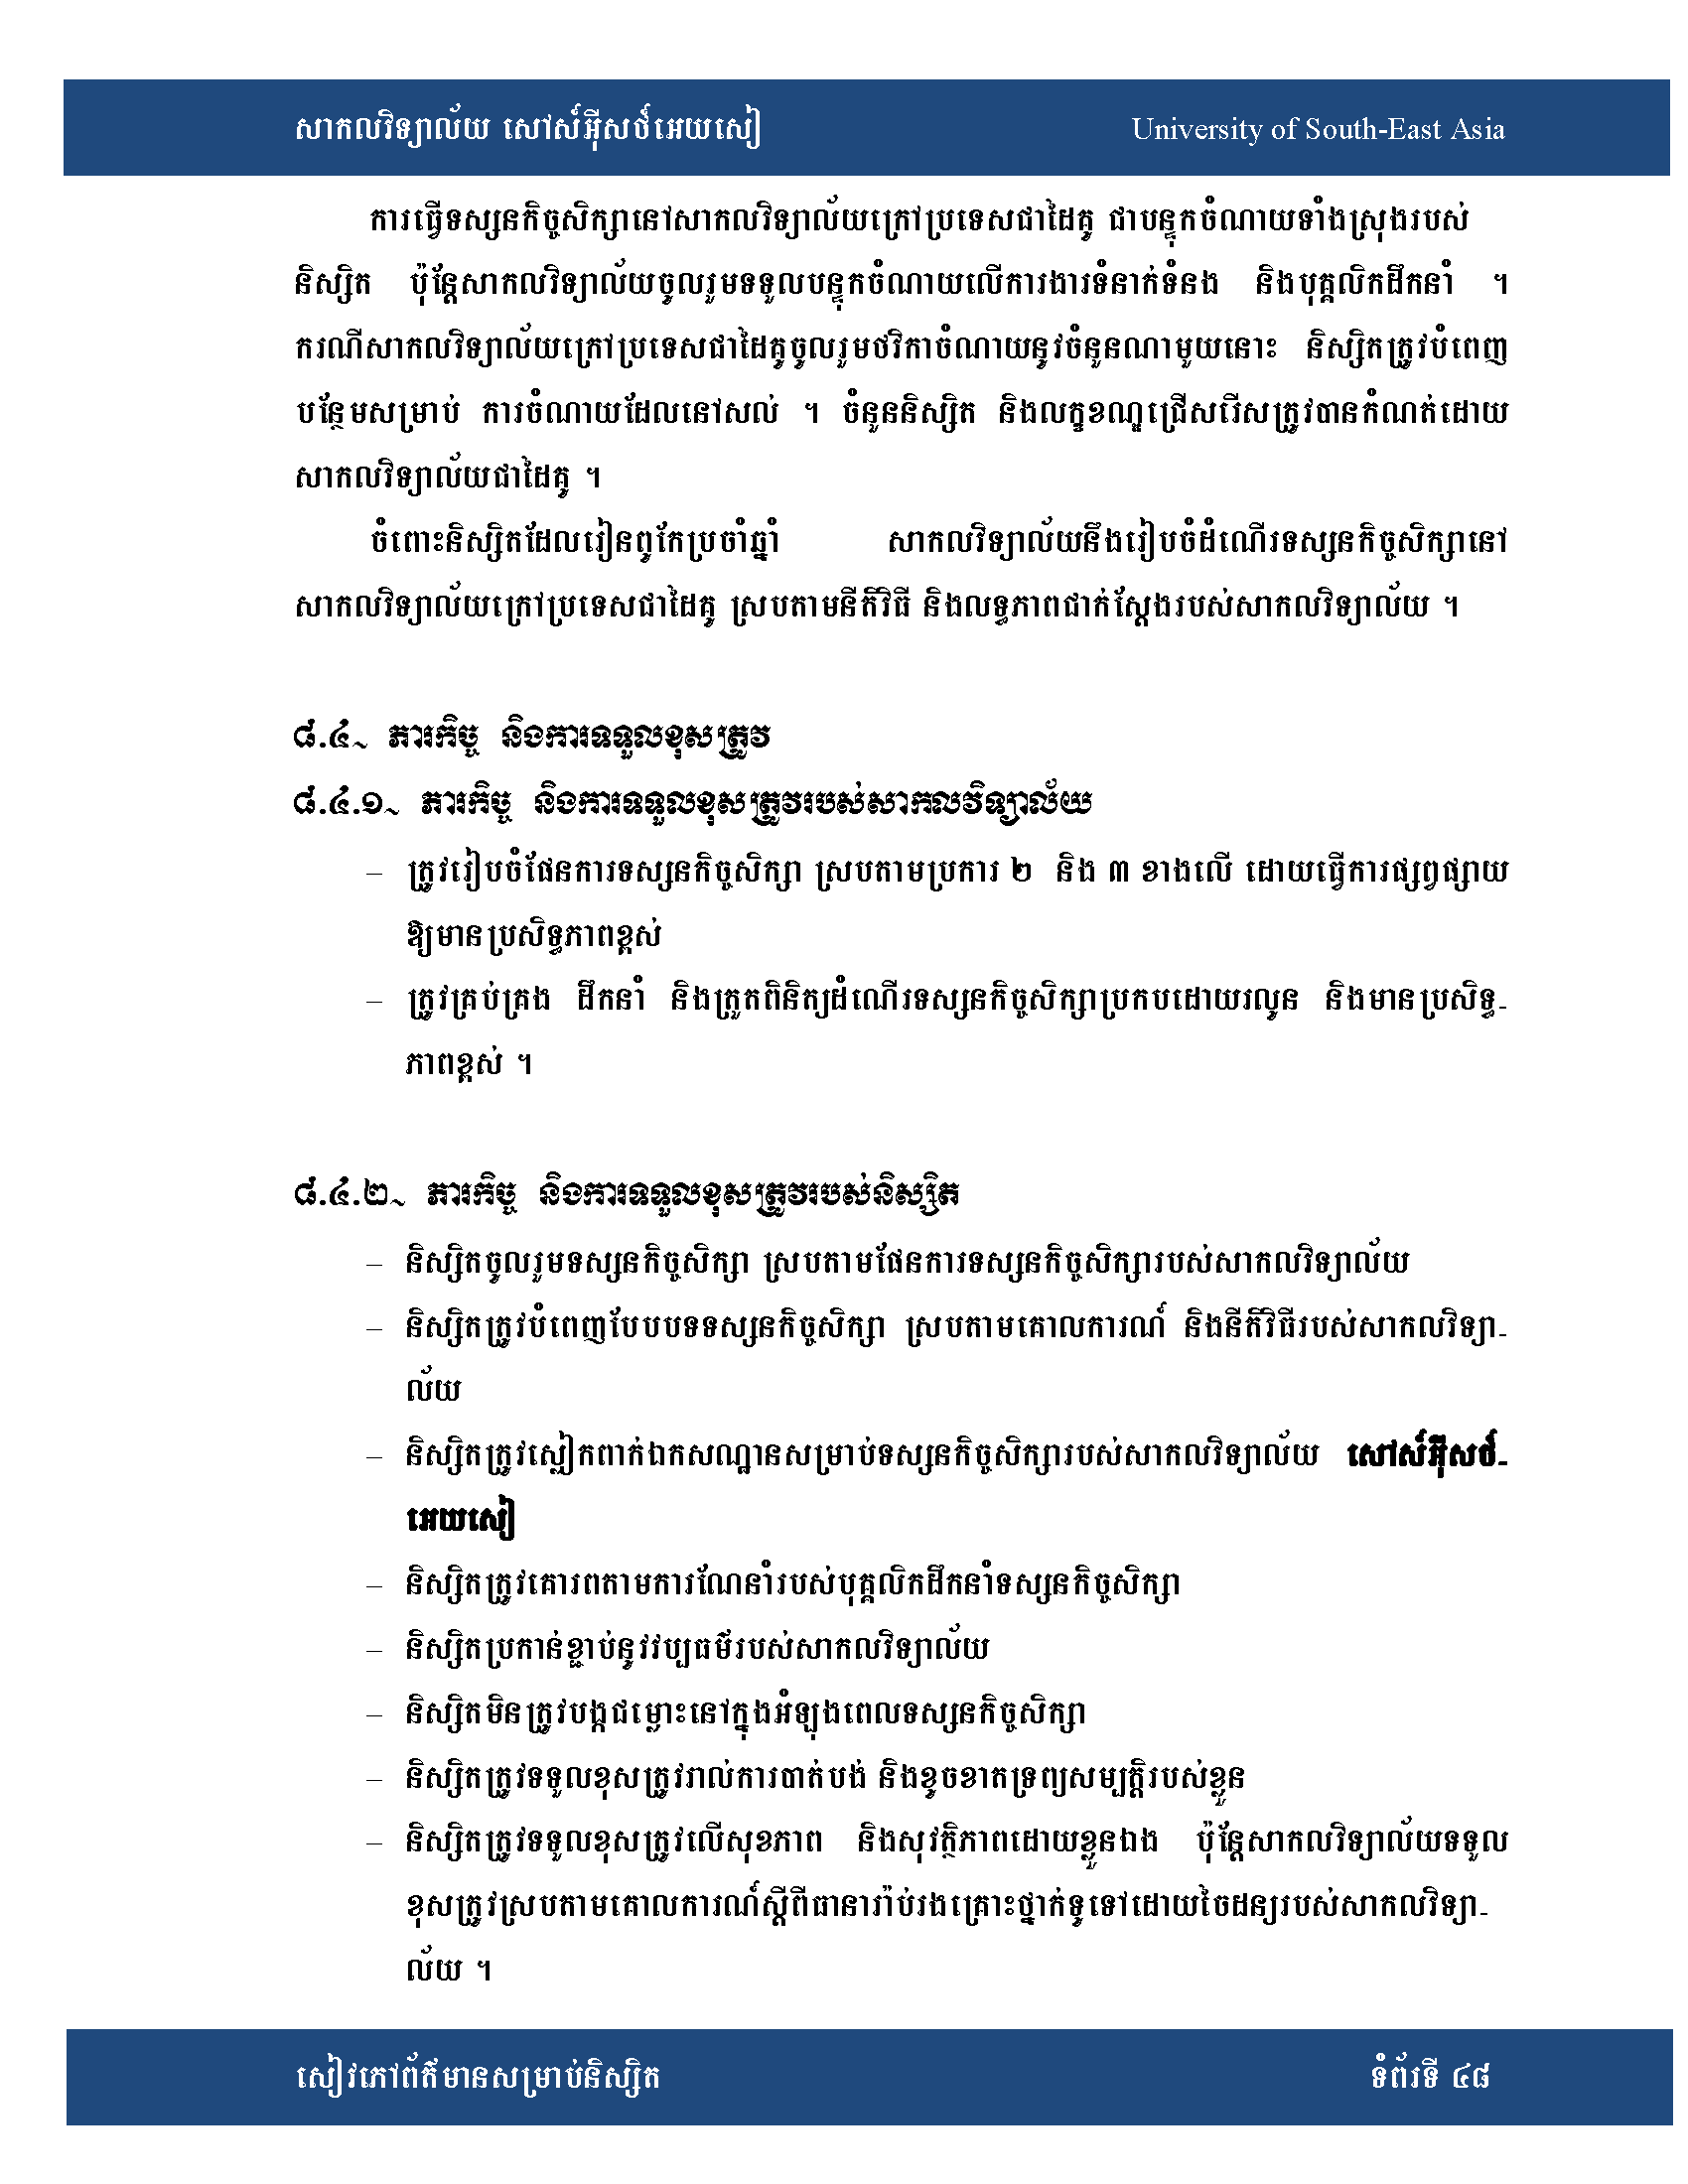 សាកលវិទ្យាល័យ សៅស៍អ៊ីសថ៍អេយសៀ University of South-East Asia
ការធ្វើទស្សនកិច្ចសិក្សានៅសាកលវិទ្យាល័យក្រៅប្រទេសជាដៃគូ ជាបន្ទុកចំណាយទាំងស្រុងរបស់
និស្សិត ប៉ុន្តែសាកលវិទ្យាល័យចូលរួមទទួលបន្ទុកចំណាយលើការងារទំនាក់ទំនង និងបុគ្គលិកដឹកនាំ ។
ករណីសាកលវិទ្យាល័យក្រៅប្រទេសជាដៃគូចូលរួមថវិកាចំណាយនូវចំនួនណាមួយនោះ និស្សិតត្រូវបំពេញ
បន្ថែមសម្រាប់ ការចំណាយដែលនៅសល់ ។ ចំនួននិស្សិត និងលក្ខខណ្ឌជ្រើសរើសត្រូវបានកំណត់ដោយ
សាកលវិទ្យាល័យជាដៃគូ ។
ចំពោះនិស្សិតដែលរៀនពូកែប្រចាំឆ្នាំ សាកលវិទ្យាល័យនឹងរៀបចំដំណើរទស្សនកិច្ចសិក្សានៅ
សាកលវិទ្យាល័យក្រៅប្រទេសជាដៃគូ ស្របតាមនីតិវិធី និងលទ្ធភាពជាក់ស្តែងរបស់សាកលវិទ្យាល័យ ។
៨.៤~ ភារកិច្ច និងការទទួលខុសត្រូវ
៨.៤.១~ ភារកិច្ច និងការទទួលខុសត្រូវរបស់សាកលវិទ្យាល័យ
– ត្រូវរៀបចំផែនការទស្សនកិច្ចសិក្សា ស្របតាមប្រការ ២ និង ៣ ខាងលើ ដោយធ្វើការផ្សព្វផ្សាយ
ឱ្យមានប្រសិទ្ធភាពខ្ពស់
– ត្រូវគ្រប់គ្រង ដឹកនាំ និងត្រួតពិនិត្យដំណើរទស្សនកិច្ចសិក្សាប្រកបដោយរលូន និងមានប្រសិទ្ធ-
ភាពខ្ពស់ ។
៨.៤.២~ ភារកិច្ច និងការទទួលខុសត្រូវរបស់និស្សិត
– និស្សិតចូលរួមទស្សនកិច្ចសិក្សា ស្របតាមផែនការទស្សនកិច្ចសិក្សារបស់សាកលវិទ្យាល័យ
– និស្សិតត្រូវបំពេញបែបបទទស្សនកិច្ចសិក្សា ស្របតាមគោលការណ៍ និងនីតិវិធីរបស់សាកលវិទ្យា-
ល័យ
– និស្សិតត្រូវស្លៀកពាក់ឯកសណ្ឋានសម្រាប់ទស្សនកិច្ចសិក្សារបស់សាកលវិទ្យាល័យ សៅស៍អ៊ីសថ៍-
អេយសៀ
– និស្សិតត្រូវគោរពតាមការណែនាំរបស់បុគ្គលិកដឹកនាំទស្សនកិច្ចសិក្សា
– និស្សិតប្រកាន់ខ្ជាប់នូវវប្បធម៌របស់សាកលវិទ្យាល័យ
– និស្សិតមិនត្រូវបង្កជម្លោះនៅក្នុងអំឡុងពេលទស្សនកិច្ចសិក្សា
– និស្សិតត្រូវទទួលខុសត្រូវរាល់ការបាត់បង់ និងខូចខាតទ្រព្យសម្បត្តិរបស់ខ្លួន
– និស្សិតត្រូវទទួលខុសត្រូវលើសុខភាព និងសុវត្ថិភាពដោយខ្លួនឯង ប៉ុន្តែសាកលវិទ្យាល័យទទួល
ខុសត្រូវស្របតាមគោលការណ៍ស្តីពីធានារ៉ាប់រងគ្រោះថ្នាក់ទូទៅដោយចៃដន្យរបស់សាកលវិទ្យា-
ល័យ ។
សៀវភៅព័ត៌មានសម្រាប់និស្សិត ទំព័រទី ៤៨